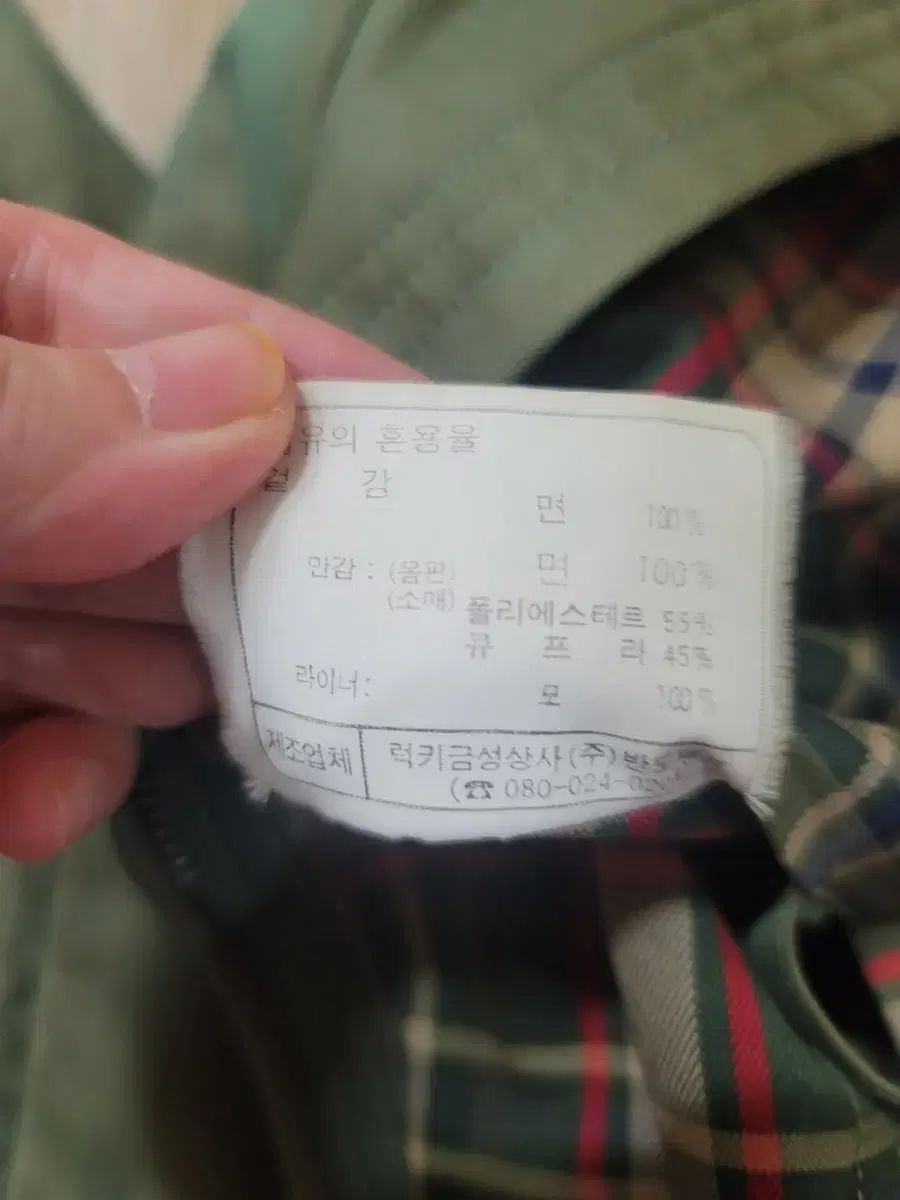 유의 혼용율
겉 감
면 100%
안감 : (몸판) 면 100%
(소매) 폴리에스테르 55%
큐 프 라 45%
라이너 : 모 100%
제조업체 럭키금성상사(주)
(☎ 080-024-